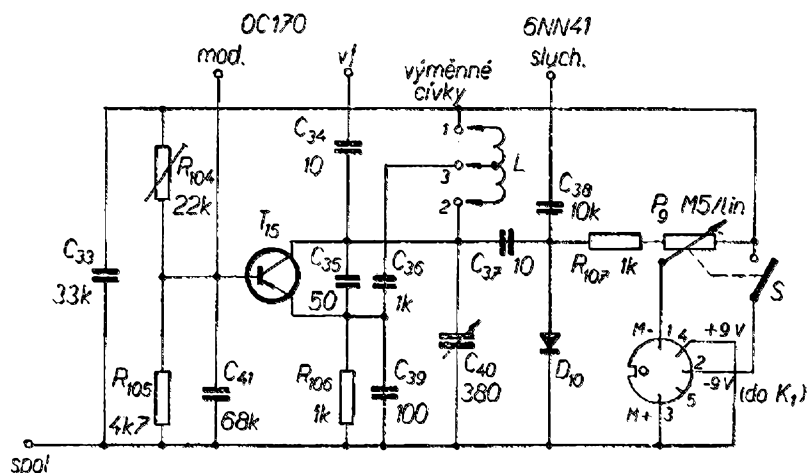 OC170
6NN41
mod.
vf
sluch.
výměnné
cívky
1
3
2
L
C34
10
R104
22k
T15
C33
33k
C35
50
C36
1k
C37
10
C38
10k
R107
1k
P9
M5/lin
S
R105
4k7
C41
68k
R106
1k
C39
100
C40
380
D10
M-
1
4
+9V
2
-9V
5
M+
3
(do K1)
spol